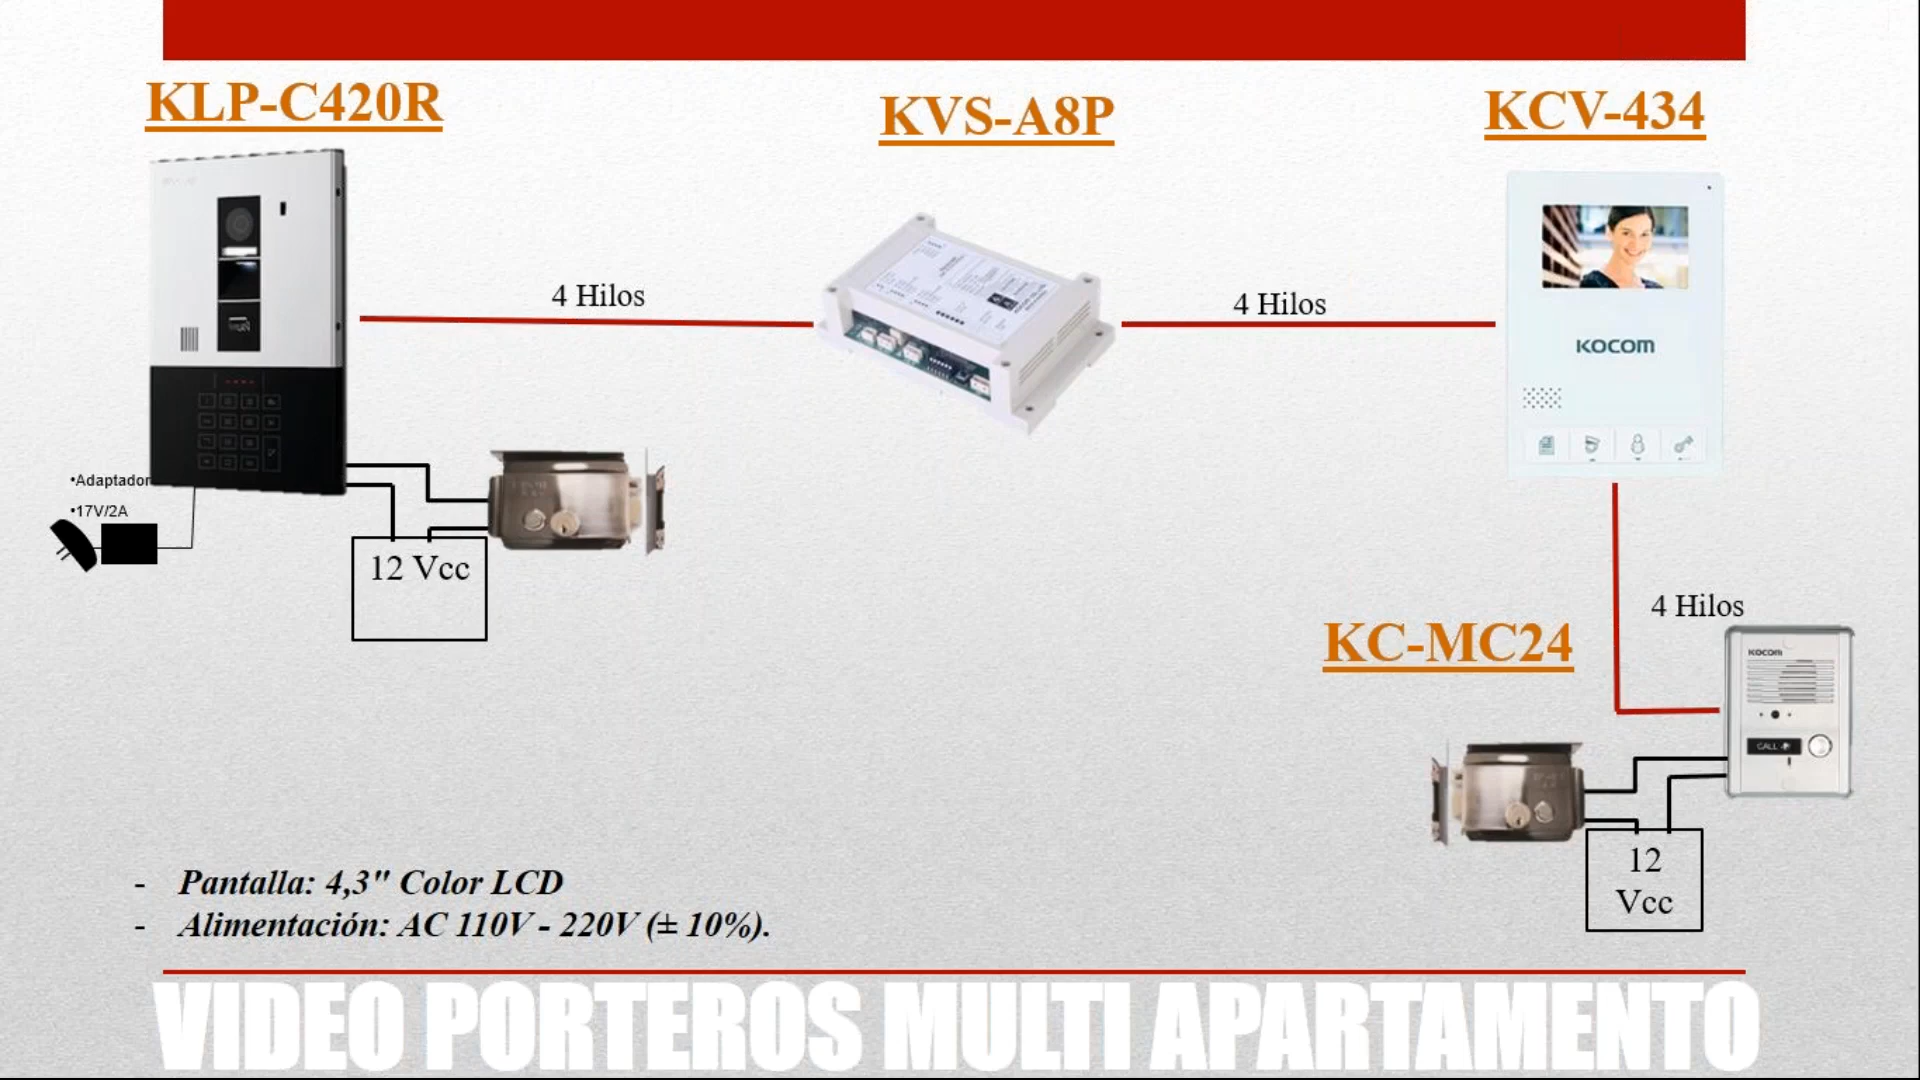 KLP-C420R
KVS-A8P
KCV-434
4 Hilos
4 Hilos
KOCOM
•Adaptador
•17V/2A
12 Vcc
4 Hilos
KC-MC24
KOCOM
CALL
12
Vcc
- Pantalla: 4,3" Color LCD
- Alimentación: AC 110V - 220V (± 10%).
VIDEO PORTEROS MULTI APARTAMENTO